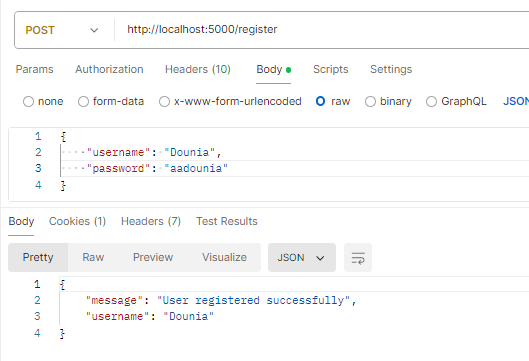 POST http://localhost:5000/register
Params Authorization Headers (10) Body Scripts Settings
none form-data x-www-form-urlencoded raw binary GraphQL JSON
1 {
2 "username": "Dounia",
3 "password": "aadounia"
4 }
Body Cookies (1) Headers (7) Test Results
Pretty Raw Preview Visualize JSON
1 {
2 "message": "User registered successfully",
3 "username": "Dounia"
4 }